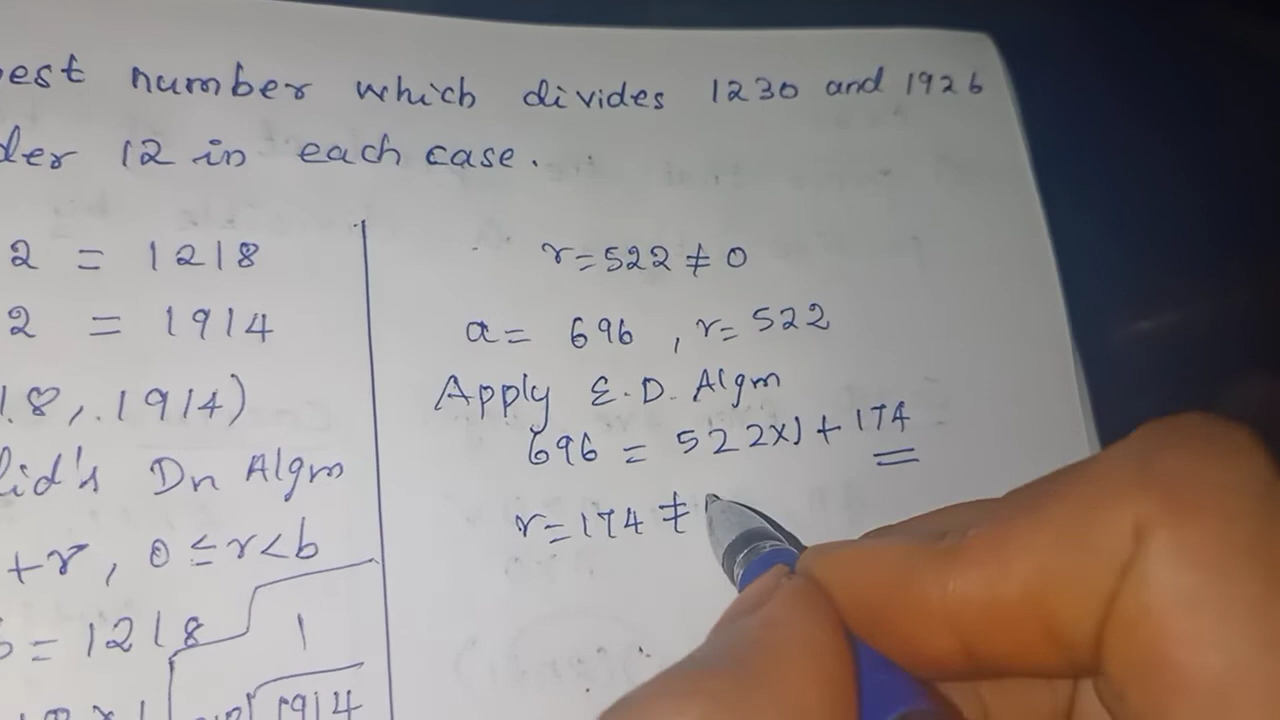 est number which divides 1230 and 1926
der 12 in each case.
2 = 1218
2 = 1914
18, 1914)
lid's Dn Algm
+r, 0 ≤ r < b
b = 1218
1
1914
r = 522 ≠ 0
a = 696, r = 522
Apply E.D. Algm
696 = 522x1 + 174
r = 174 ≠